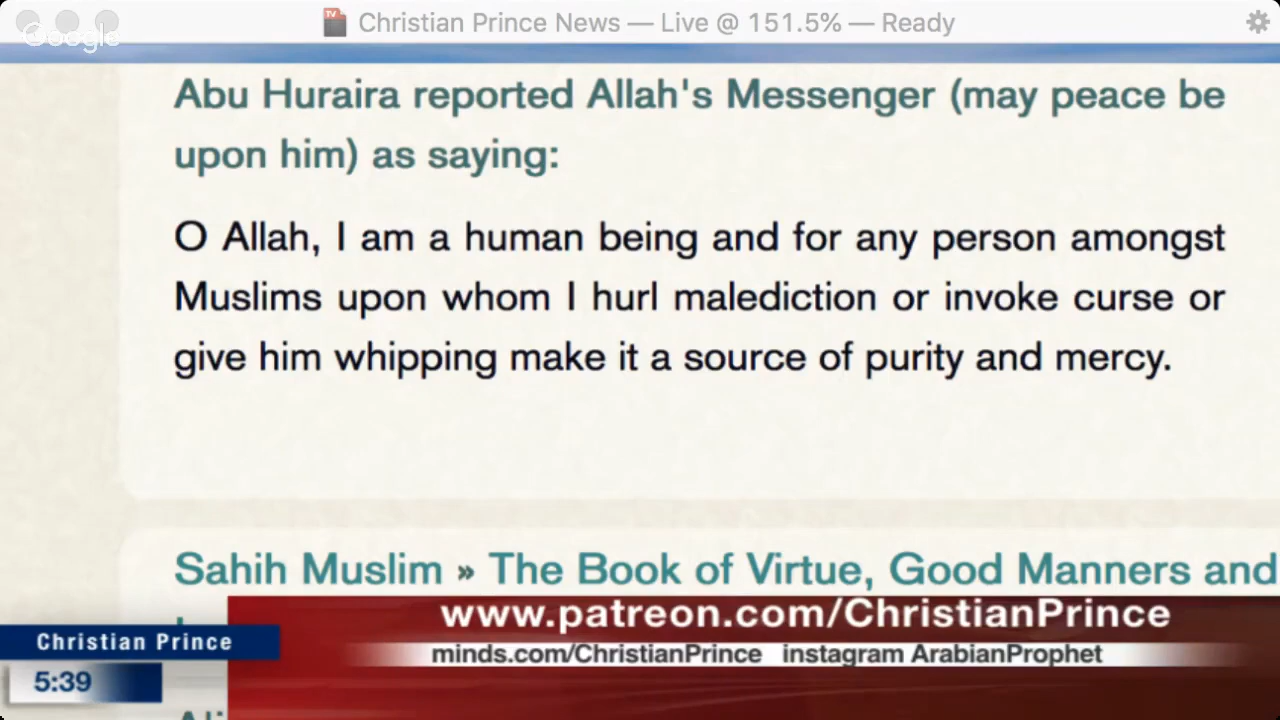 Christian Prince News — Live @ 151.5% — Ready
Google
Abu Huraira reported Allah's Messenger (may peace be
upon him) as saying:
O Allah, I am a human being and for any person amongst
Muslims upon whom I hurl malediction or invoke curse or
give him whipping make it a source of purity and mercy.
Sahih Muslim » The Book of Virtue, Good Manners and
www.patreon.com/ChristianPrince
Christian Prince
minds.com/ChristianPrince instagram ArabianProphet
5:39